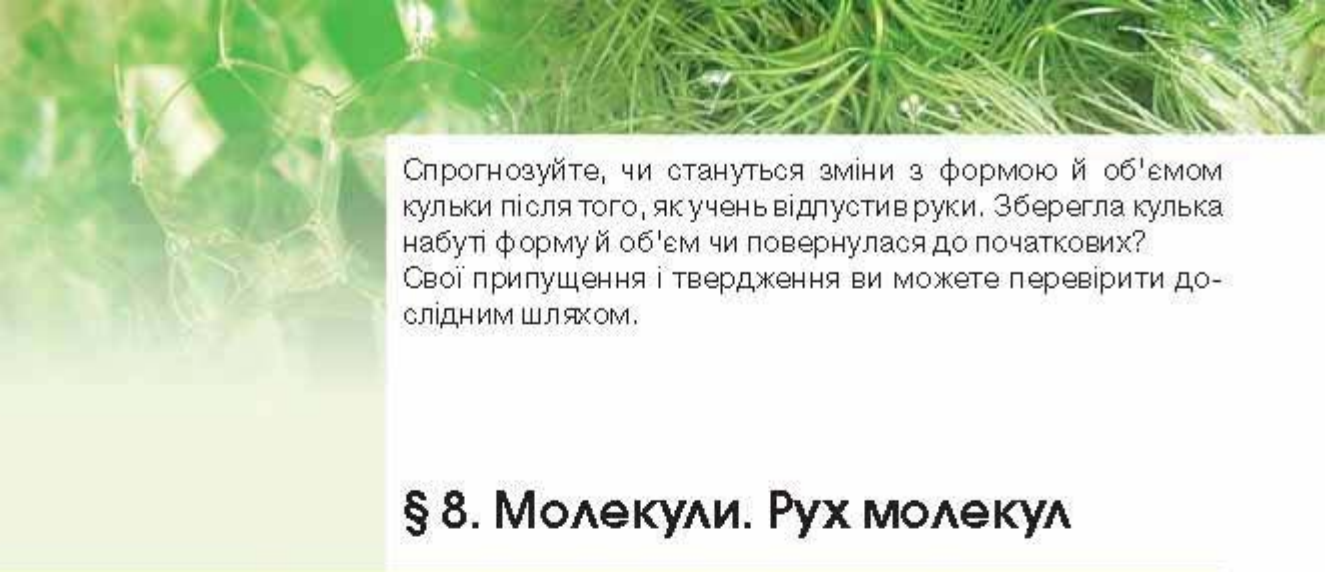 Спрогнозуйте, чи стануться зміни з формою й об'ємом
кульки після того, як учень відпустив руки. Зберегла кулька
набуті форму й об'єм чи повернулася до початкових?
Свої припущення і твердження ви можете перевірити до-
слідним шляхом.
§ 8. Молекули. Рух молекул